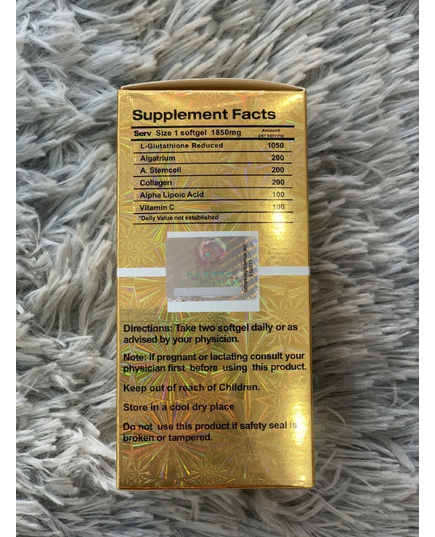 Supplement Facts
Serv Size 1 softgel 1850mg Amount per serving
L-Glutathione Reduced 1050
Algatrium 200
A Stemcell 200
Collagen 200
Alpha Lipoic Acid 100
Vitamin C 100
*Daily Value not established
Directions: Take two softgel daily or as
advised by your physician.
Note: If pregnant or lactating consult your
physician first before using this product.
Keep out of reach of Children.
Store in a cool dry place
Do not use this product if safety seal is
broken or tampered.